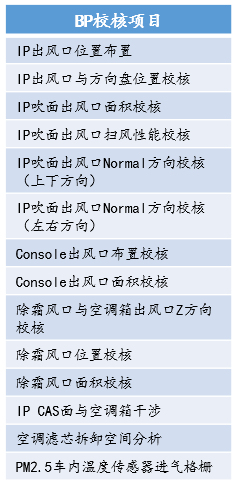 BP校核项目
IP出风口位置布置
IP出风口与方向盘位置校核
IP吹面出风口面积校核
IP吹面出风口扫风性能校核
IP吹面出风口Normal方向校核
（上下方向）
IP吹面出风口Normal方向校核
（左右方向）
Console出风口布置校核
Console出风口面积校核
除霜风口与空调箱出风口Z方向
校核
除霜风口位置校核
除霜风口面积校核
IP CAS面与空调箱干涉
空调滤芯拆卸空间分析
PM2.5车内温度传感器进气格栅